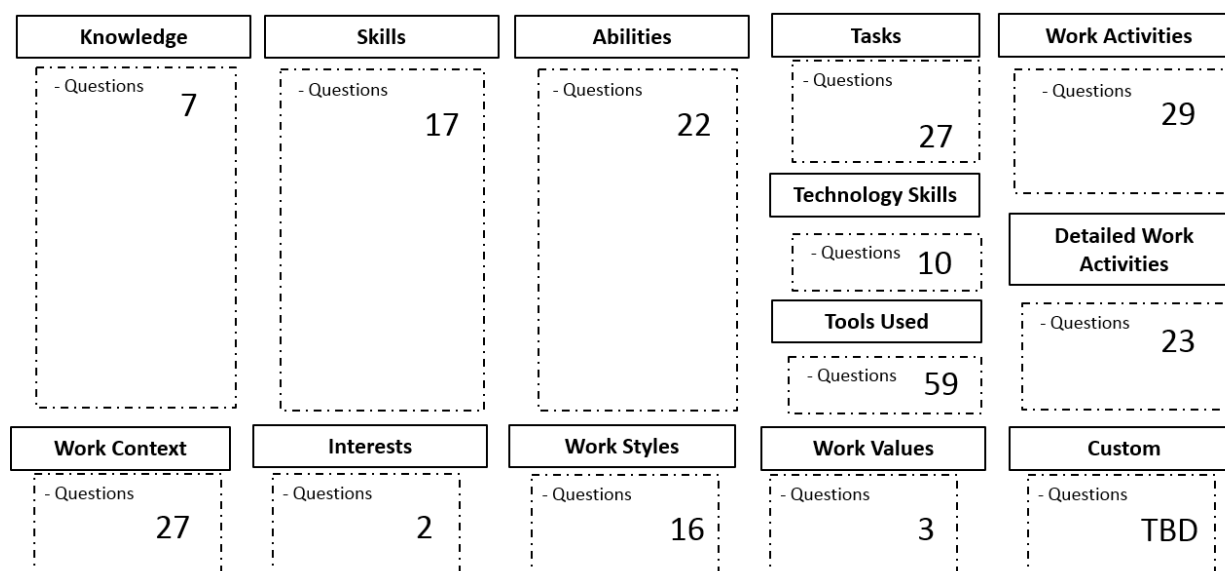 Knowledge
- Questions
7
Skills
- Questions
17
Abilities
- Questions
22
Tasks
- Questions
27
Technology Skills
- Questions 10
Tools Used
- Questions 59
Work Activities
- Questions
29
Detailed Work
Activities
- Questions
23
Work Context
- Questions
27
Interests
- Questions
2
Work Styles
- Questions
16
Work Values
- Questions
3
Custom
- Questions
TBD